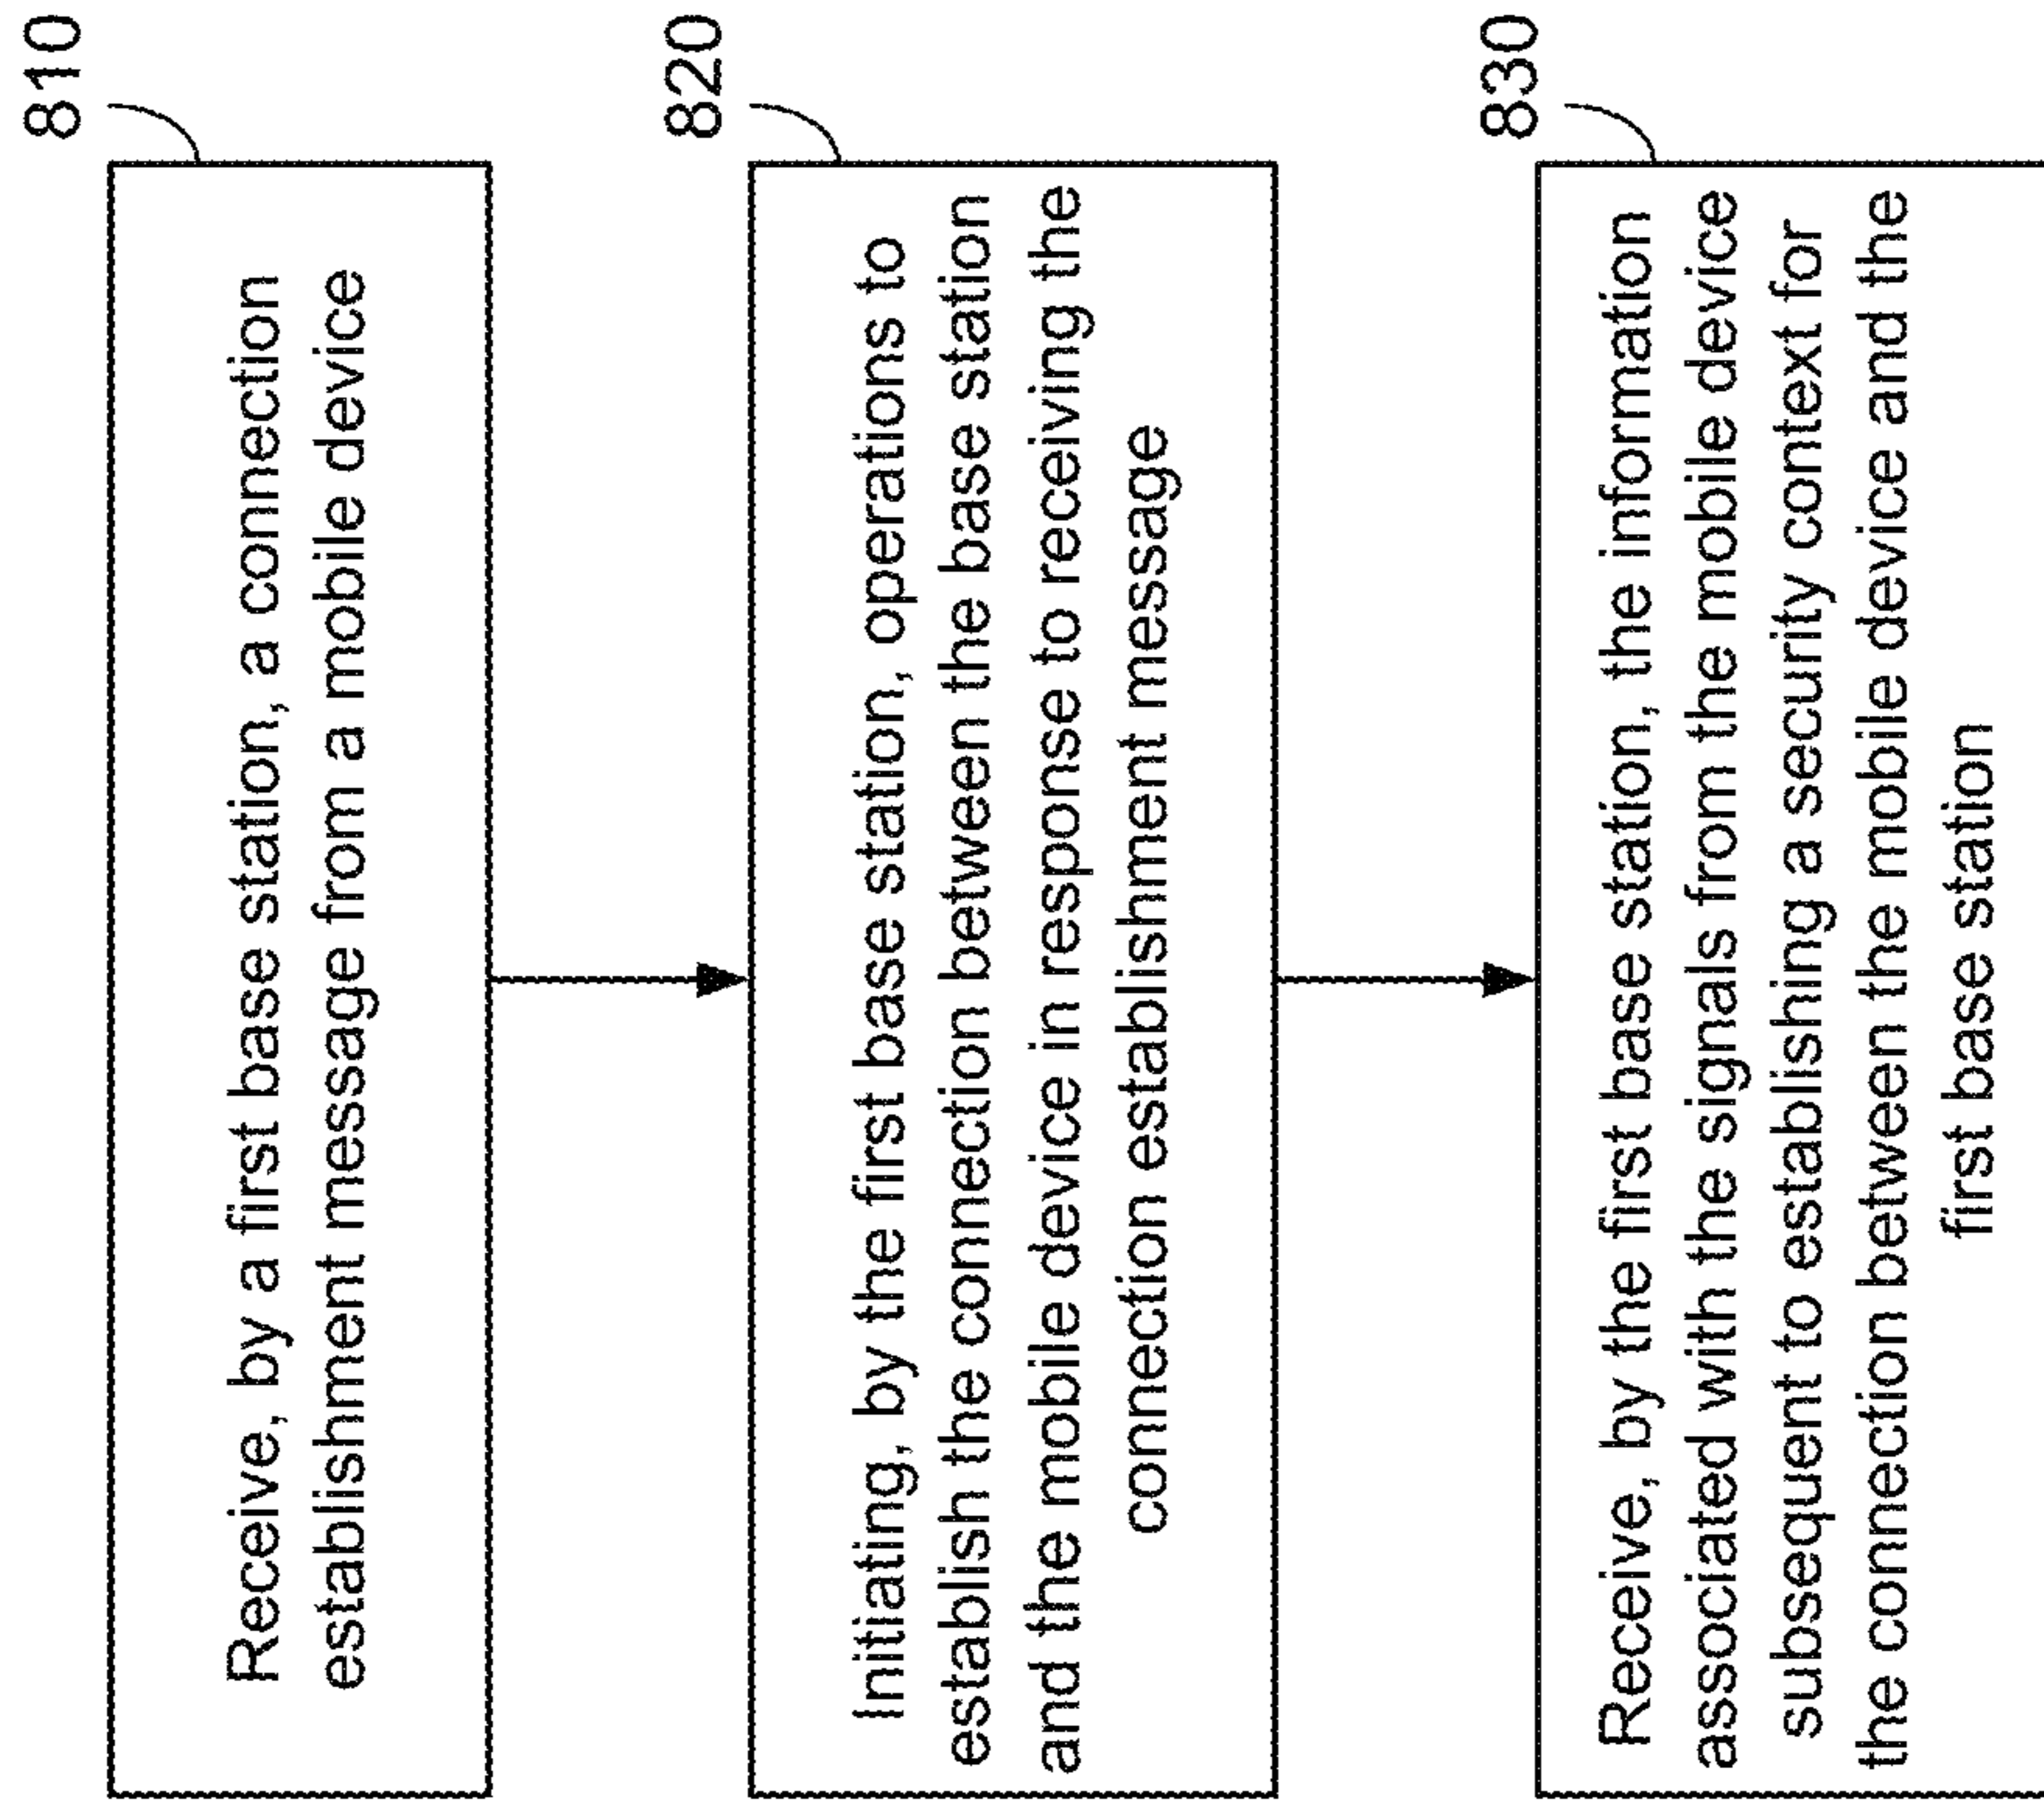 810
Receive, by a first base station, a connection
establishment message from a mobile device
820
Initiating, by the first base station, operations to
establish the connection between the base station
and the mobile device in response to receiving the
connection establishment message
830
Receive, by the first base station, the information
associated with the signals from the mobile device
subsequent to establishing a security context for
the connection between the mobile device and the
first base station